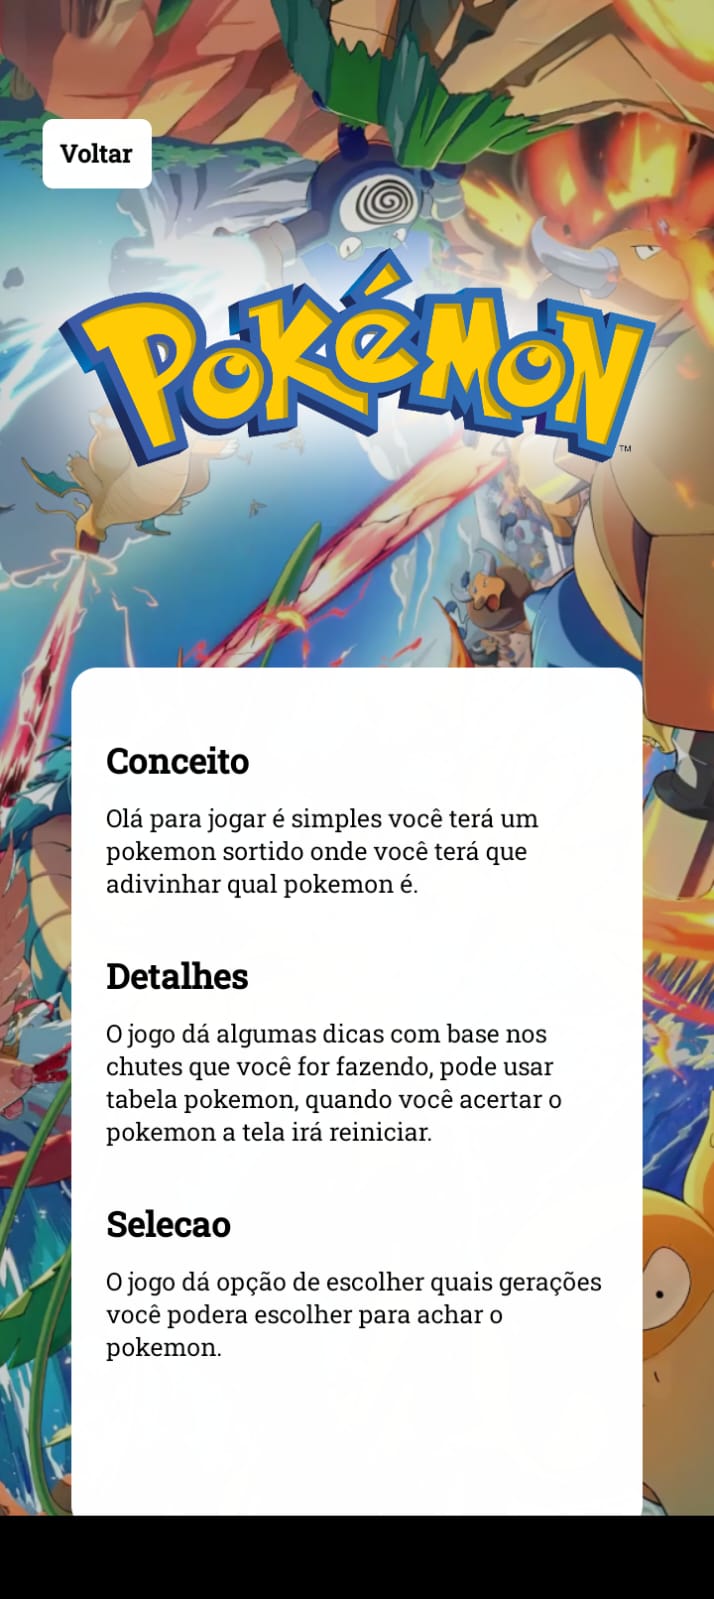 Voltar
Pokémon
TM
Conceito
Olá para jogar é simples você terá um
pokemon sortido onde você terá que
adivinhar qual pokemon é.
Detalhes
O jogo dá algumas dicas com base nos
chutes que você for fazendo, pode usar
tabela pokemon, quando você acertar o
pokemon a tela irá reiniciar.
Selecao
O jogo dá opção de escolher quais gerações
você podera escolher para achar o
pokemon.